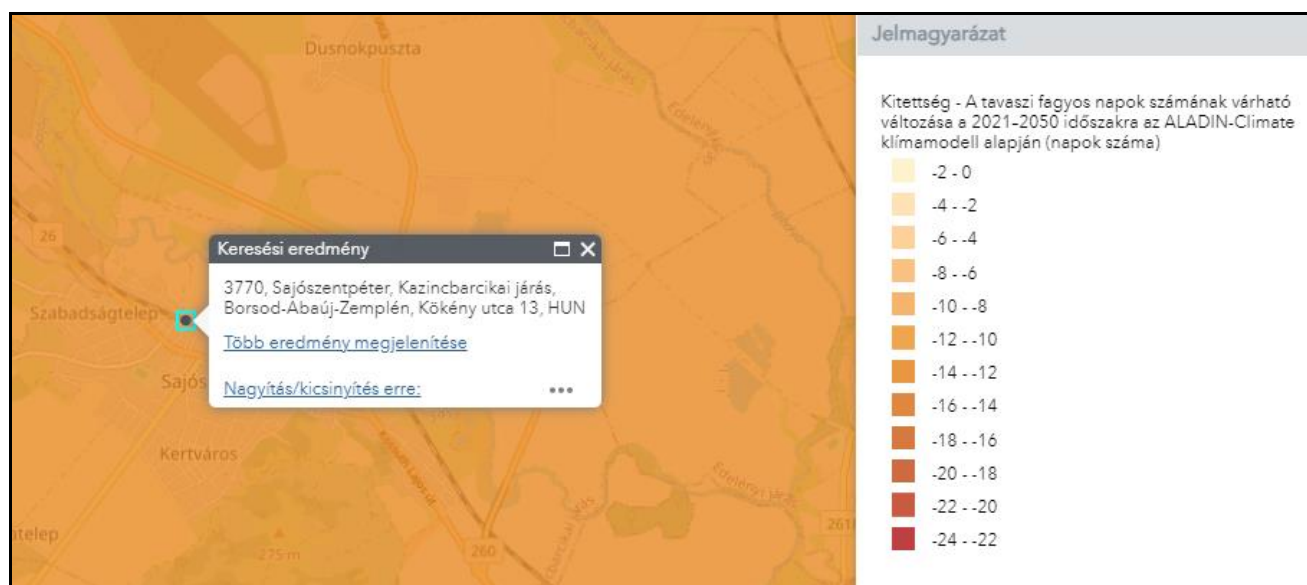 Dusnokpuszta
26
Szabadságtelep
Sajós
Kertváros
275 m
260
Keresési eredmény
3770, Sajószentpéter, Kazincbarcikai járás,
Borsod-Abaúj-Zemplén, Kökény utca 13, HUN
Több eredmény megjelenítése
Nagyítás/kicsinyítés erre:
Jelmagyarázat
Kitettség - A tavaszi fagyos napok számának várható
változása a 2021-2050 időszakra az ALADIN-Climate
klímamodell alapján (napok száma)
-2 - 0
-4 - -2
-6 - -4
-8 - -6
-10 - -8
-12 - -10
-14 - -12
-16 - -14
-18 - -16
-20 - -18
-22 - -20
-24 - -22